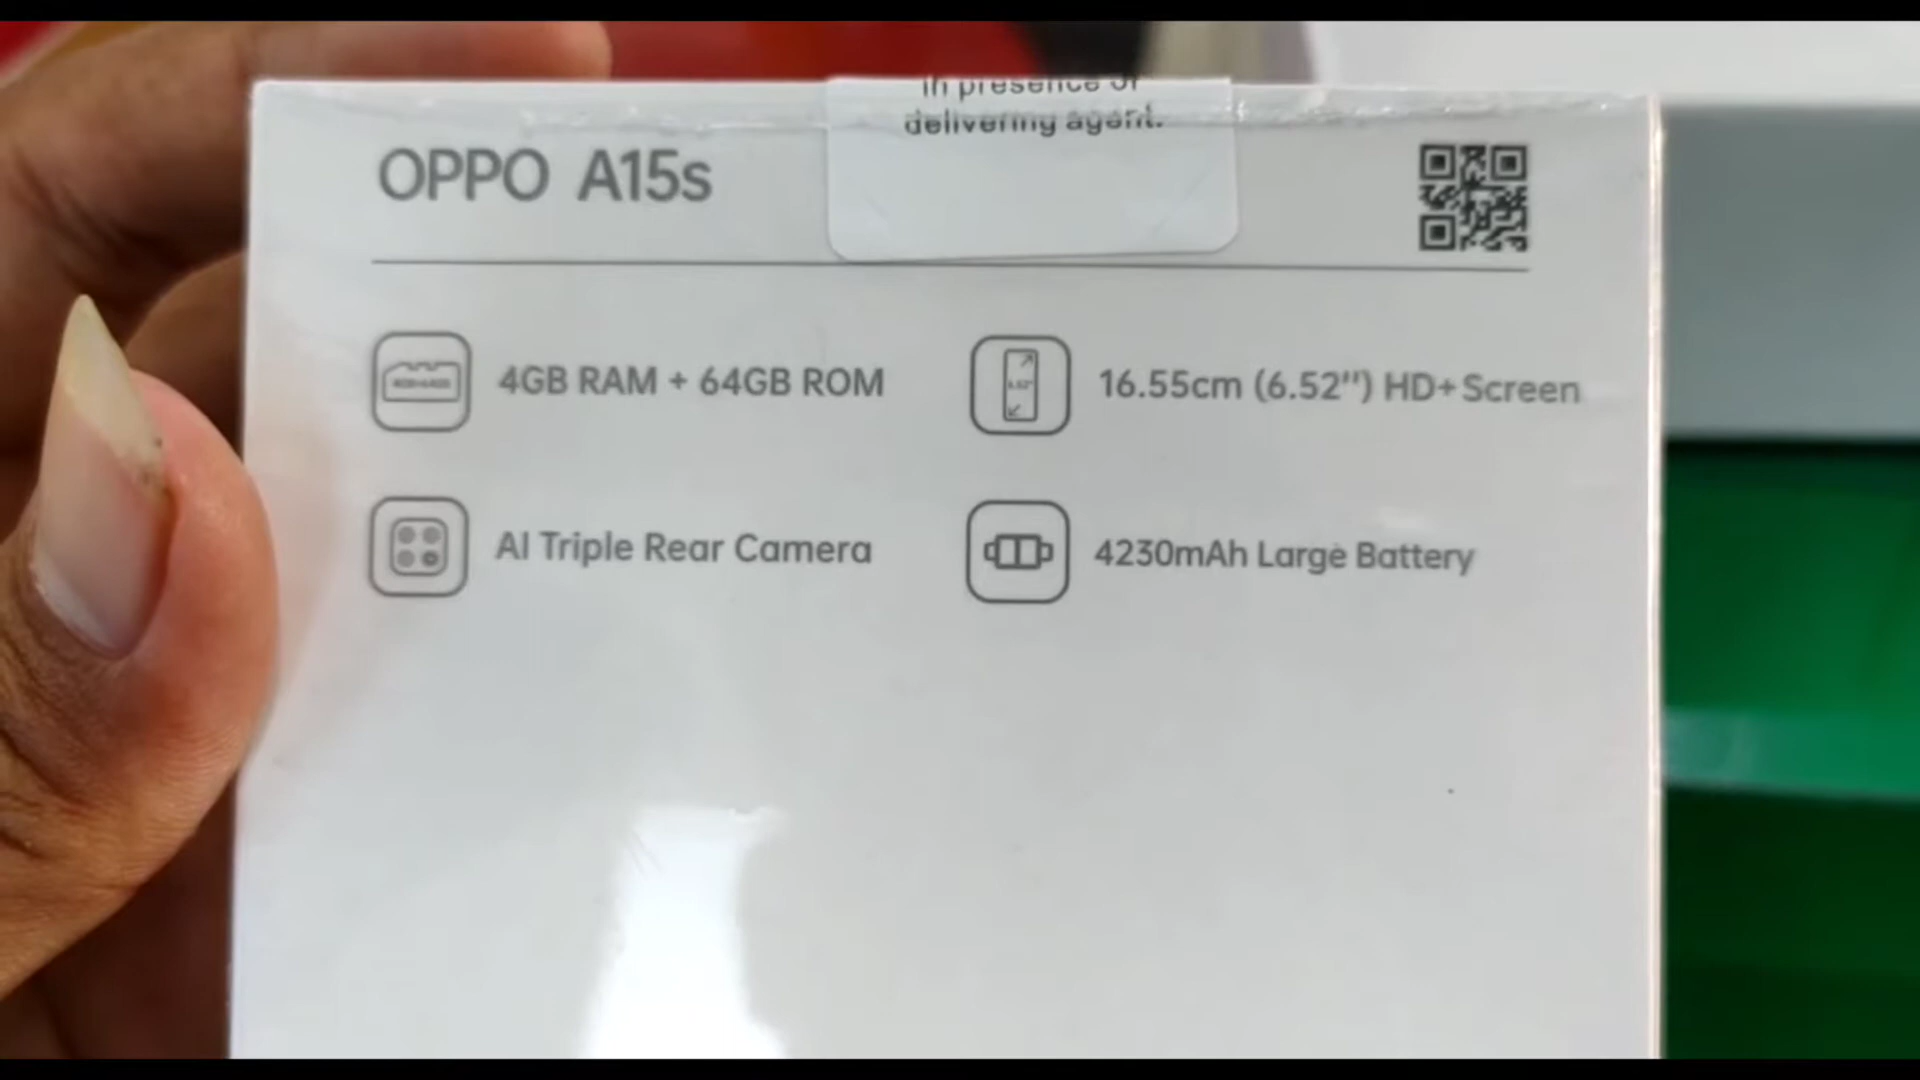 in presence of
delivering agent.
OPPO A15s
4GB RAM + 64GB ROM
16.55cm (6.52") HD+ Screen
AI Triple Rear Camera
4230mAh Large Battery